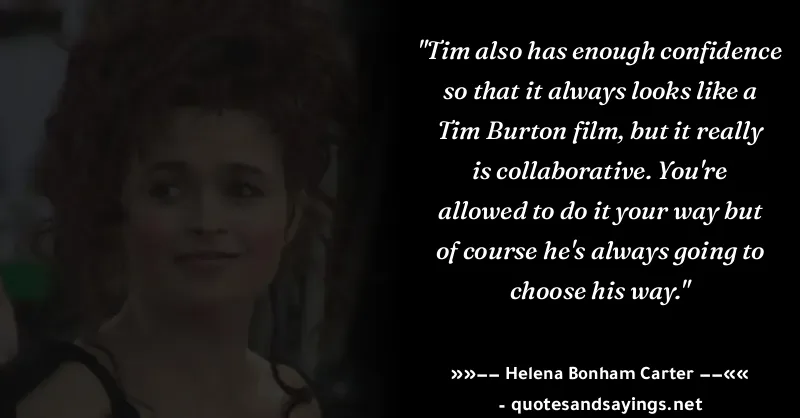 "Tim also has enough confidence
so that it always looks like a
Tim Burton film, but it really
is collaborative. You're
allowed to do it your way but
of course he's always going to
choose his way."
»»−− Helena Bonham Carter −−««
- quotesandsayings.net